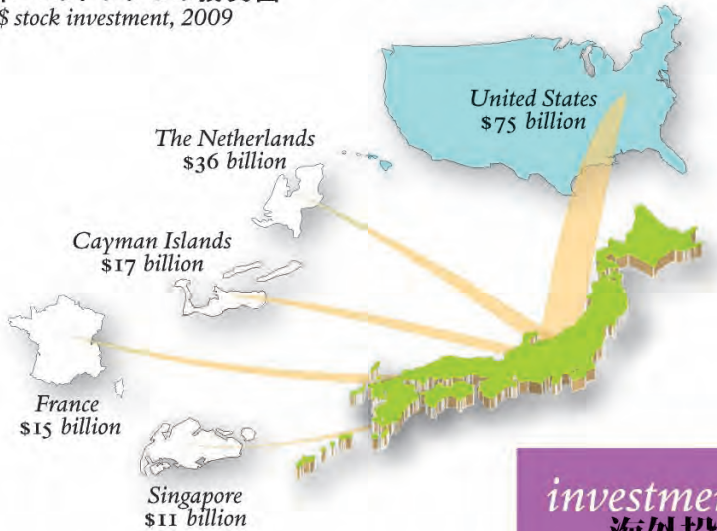 $ stock investment, 2009
United States
$75 billion
The Netherlands
$36 billion
Cayman Islands
$17 billion
France
$15 billion
Singapore
$11 billion